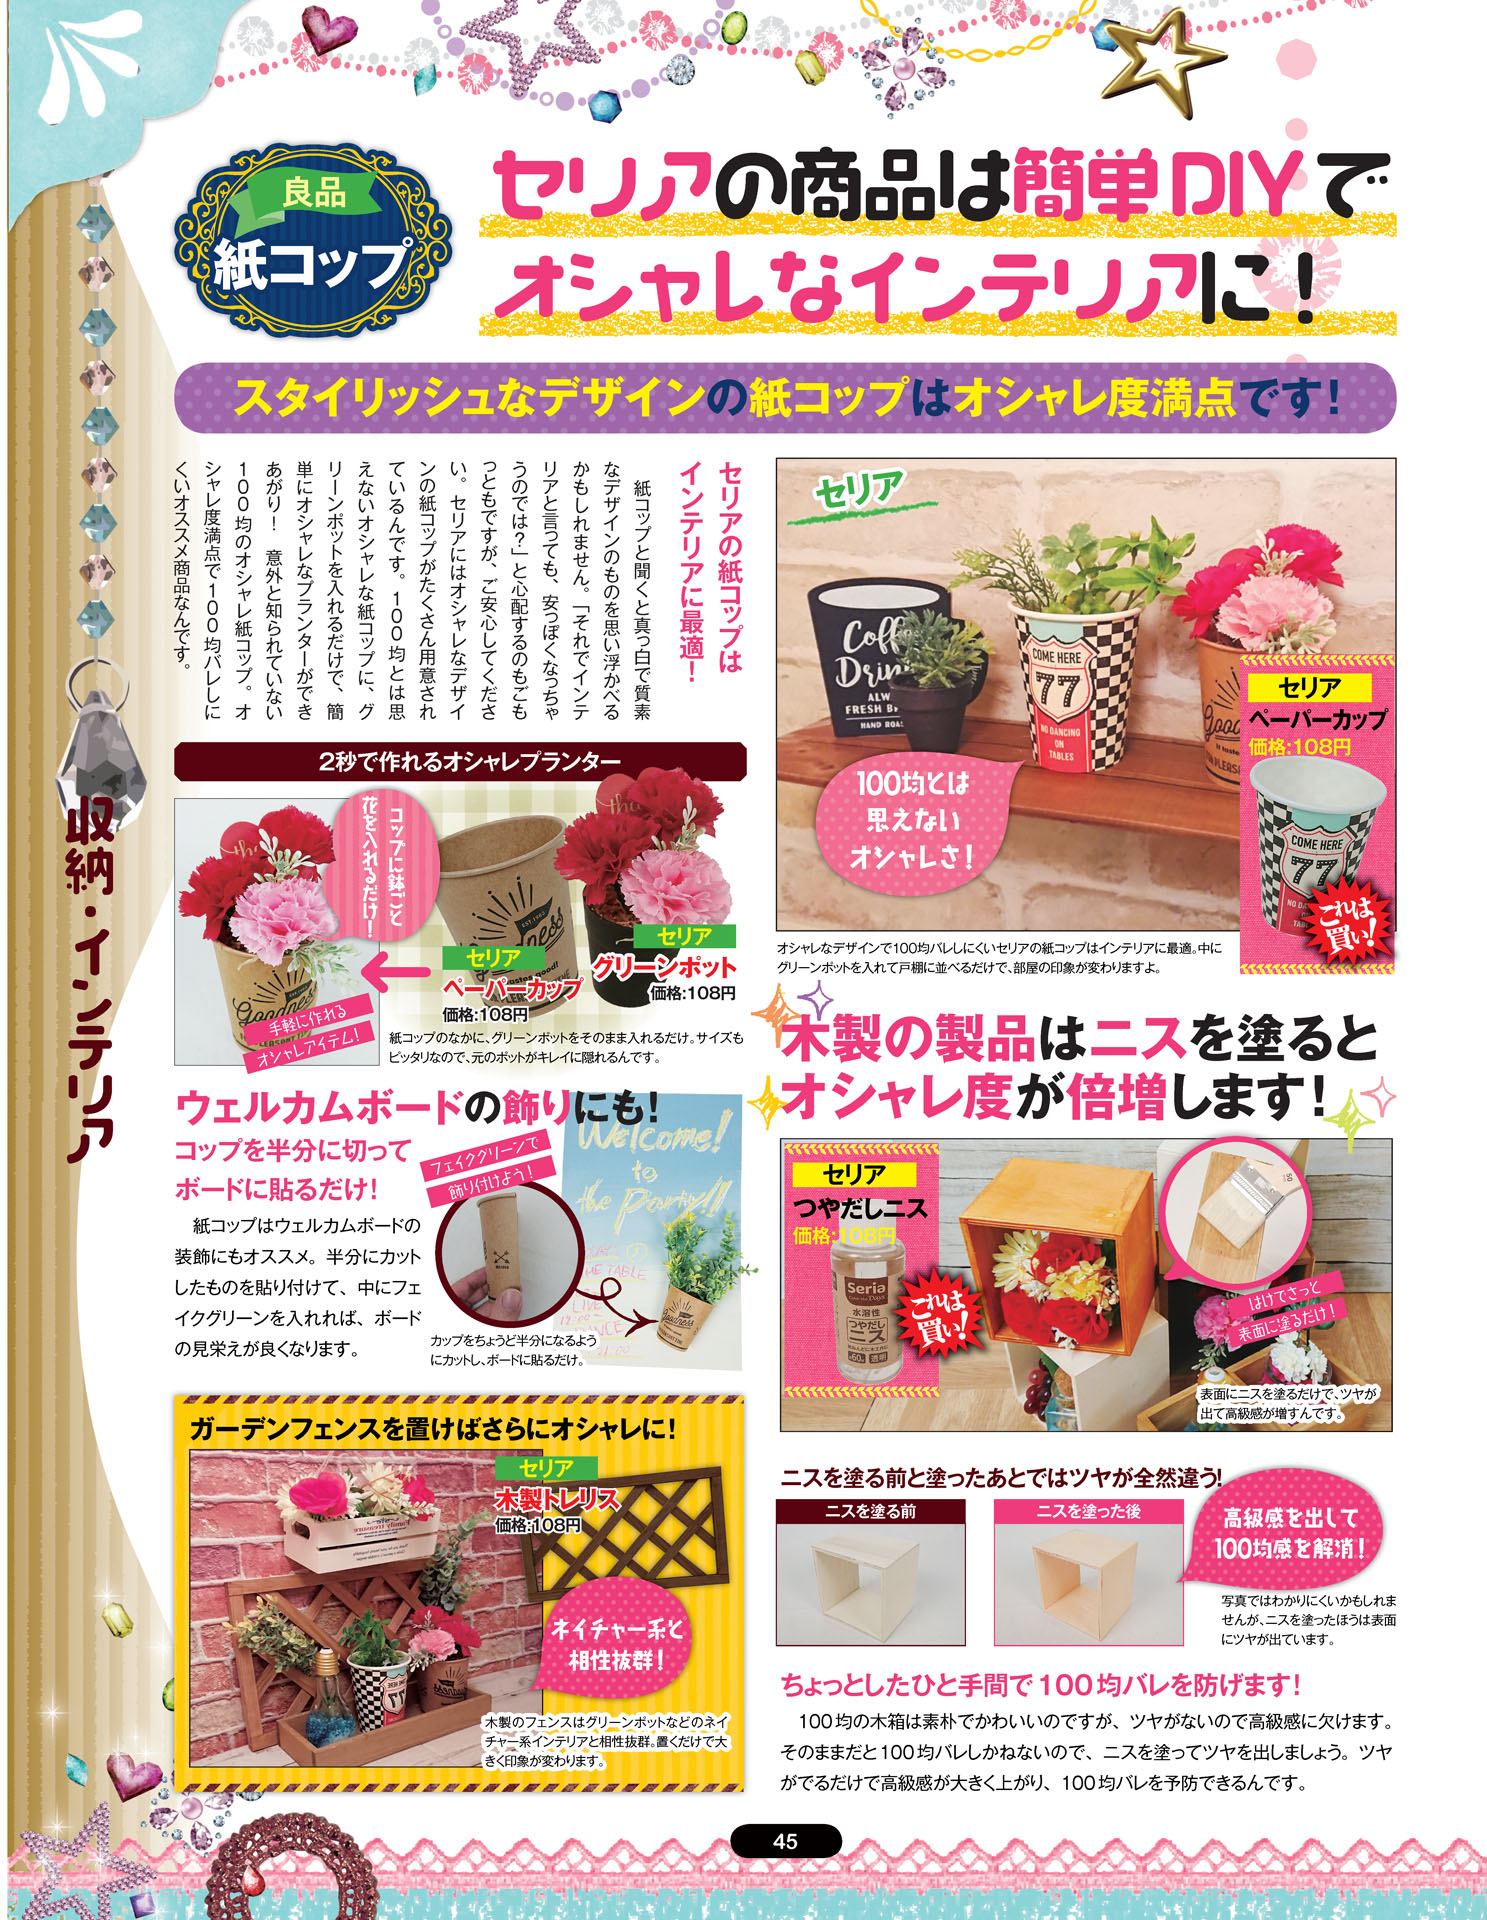 良品
紙コップ
セリアの商品は簡単DIYで
オシャレなインテリアに！
スタイリッシュなデザインの紙コップはオシャレ度満点です！
セリアの紙コップは
インテリアに最適！
紙コップと聞くと真っ白で質素
なデザインのものを思い浮かべる
かもしれません。「それでインテ
リアと言っても、安っぽくなっちゃ
うのでは？」と心配するのもごも
っともですが、ご安心してくださ
い。セリアにはオシャレなデザイ
ンの紙コップがたくさん用意され
ているんです。100均とは思
えないオシャレな紙コップに、グ
リーンポットを入れるだけで、簡
単にオシャレなプランターができ
あがり！　意外と知られていない
100均のオシャレ紙コップ。オ
シャレ度満点で100均バレしに
くいオススメ商品なんです。
セリア
Coffee
Drin
ALW
FRESH B
HAND ROA
COME HERE
77
NO DANCING
ON
TABLES
100均とは
思えない
オシャレさ！
セリア
ペーパーカップ
価格:108円
COME HERE
77
これは
買い！
オシャレなデザインで100均バレしにくいセリアの紙コップはインテリアに最適。中に
グリーンポットを入れて戸棚に並べるだけで、部屋の印象が変わりますよ。
2秒で作れるオシャレプランター
コップに鉢ごと
花を入れるだけ！
手軽に作れる
オシャレアイテム！
セリア
ペーパーカップ
価格:108円
セリア
グリーンポット
価格:108円
紙コップのなかに、グリーンポットをそのまま入れるだけ。サイズも
ピッタリなので、元のポットがキレイに隠れるんです。
ウェルカムボードの飾りにも！
コップを半分に切って
ボードに貼るだけ！
紙コップはウェルカムボードの
装飾にもオススメ。半分にカット
したものを貼り付けて、中にフェ
イクグリーンを入れれば、ボード
の見栄えが良くなります。
フェイクグリーンで
飾り付けよう！
Welcome!
to
the Party!!
カップをちょうど半分になるよう
にカットし、ボードに貼るだけ。
ガーデンフェンスを置けばさらにオシャレに！
セリア
木製トレリス
価格:108円
ネイチャー系と
相性抜群！
木製のフェンスはグリーンポットなどのネイ
チャー系インテリアと相性抜群。置くだけで大
きく印象が変わります。
木製の製品はニスを塗ると
オシャレ度が倍増します！
セリア
つやだしニス
価格:108円
Seria
水溶性
つやだし
ニス
これは
買い！
はけでさっと
表面に塗るだけ！
表面にニスを塗るだけで、ツヤが
出て高級感が増すんです。
ニスを塗る前と塗ったあとではツヤが全然違う！
ニスを塗る前
ニスを塗った後
高級感を出して
100均感を解消！
写真ではわかりにくいかもしれま
せんが、ニスを塗ったほうは表面
にツヤが出ています。
ちょっとしたひと手間で100均バレを防げます！
100均の木箱は素朴でかわいいのですが、ツヤがないので高級感に欠けます。
そのままだと100均バレしかねないので、ニスを塗ってツヤを出しましょう。ツヤ
がでるだけで高級感が大きく上がり、100均バレを予防できるんです。
収納・インテリア
45